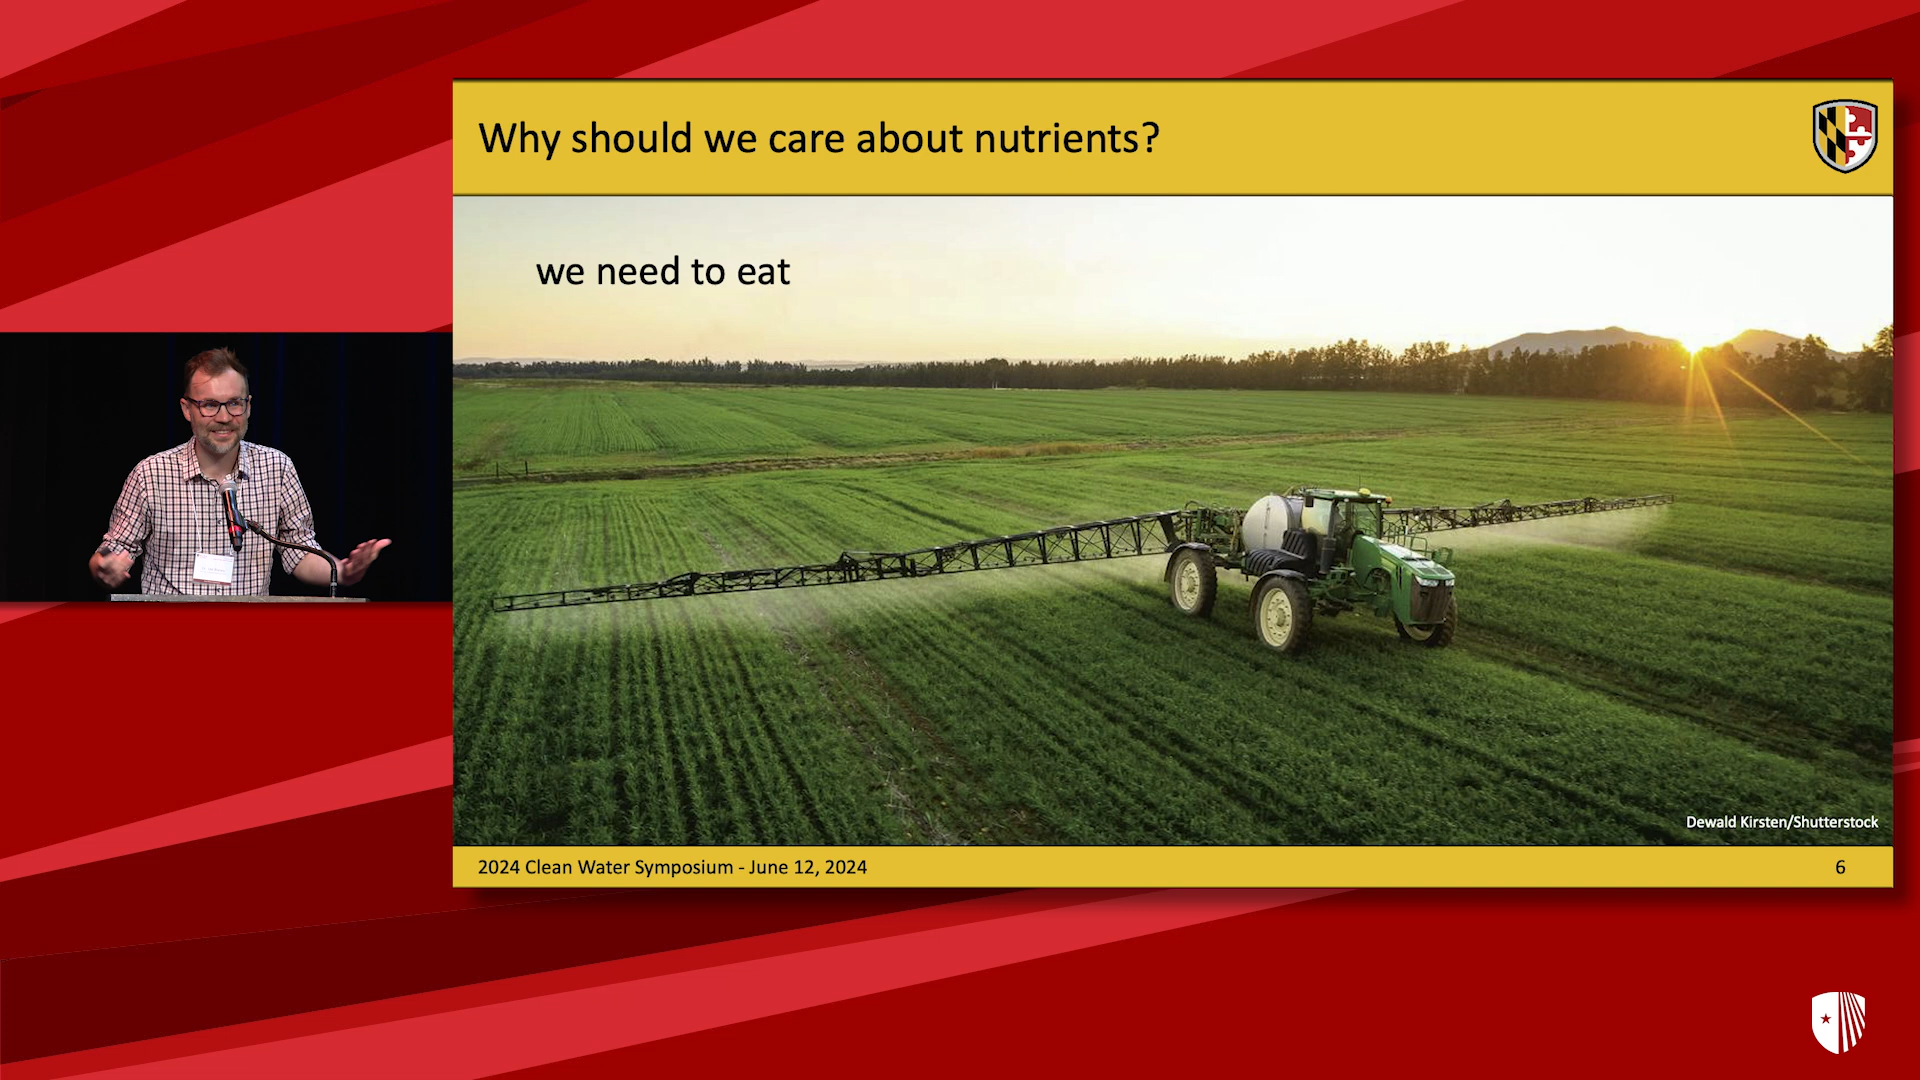 Why should we care about nutrients?
we need to eat
Dewald Kirsten/Shutterstock
2024 Clean Water Symposium - June 12, 2024
6